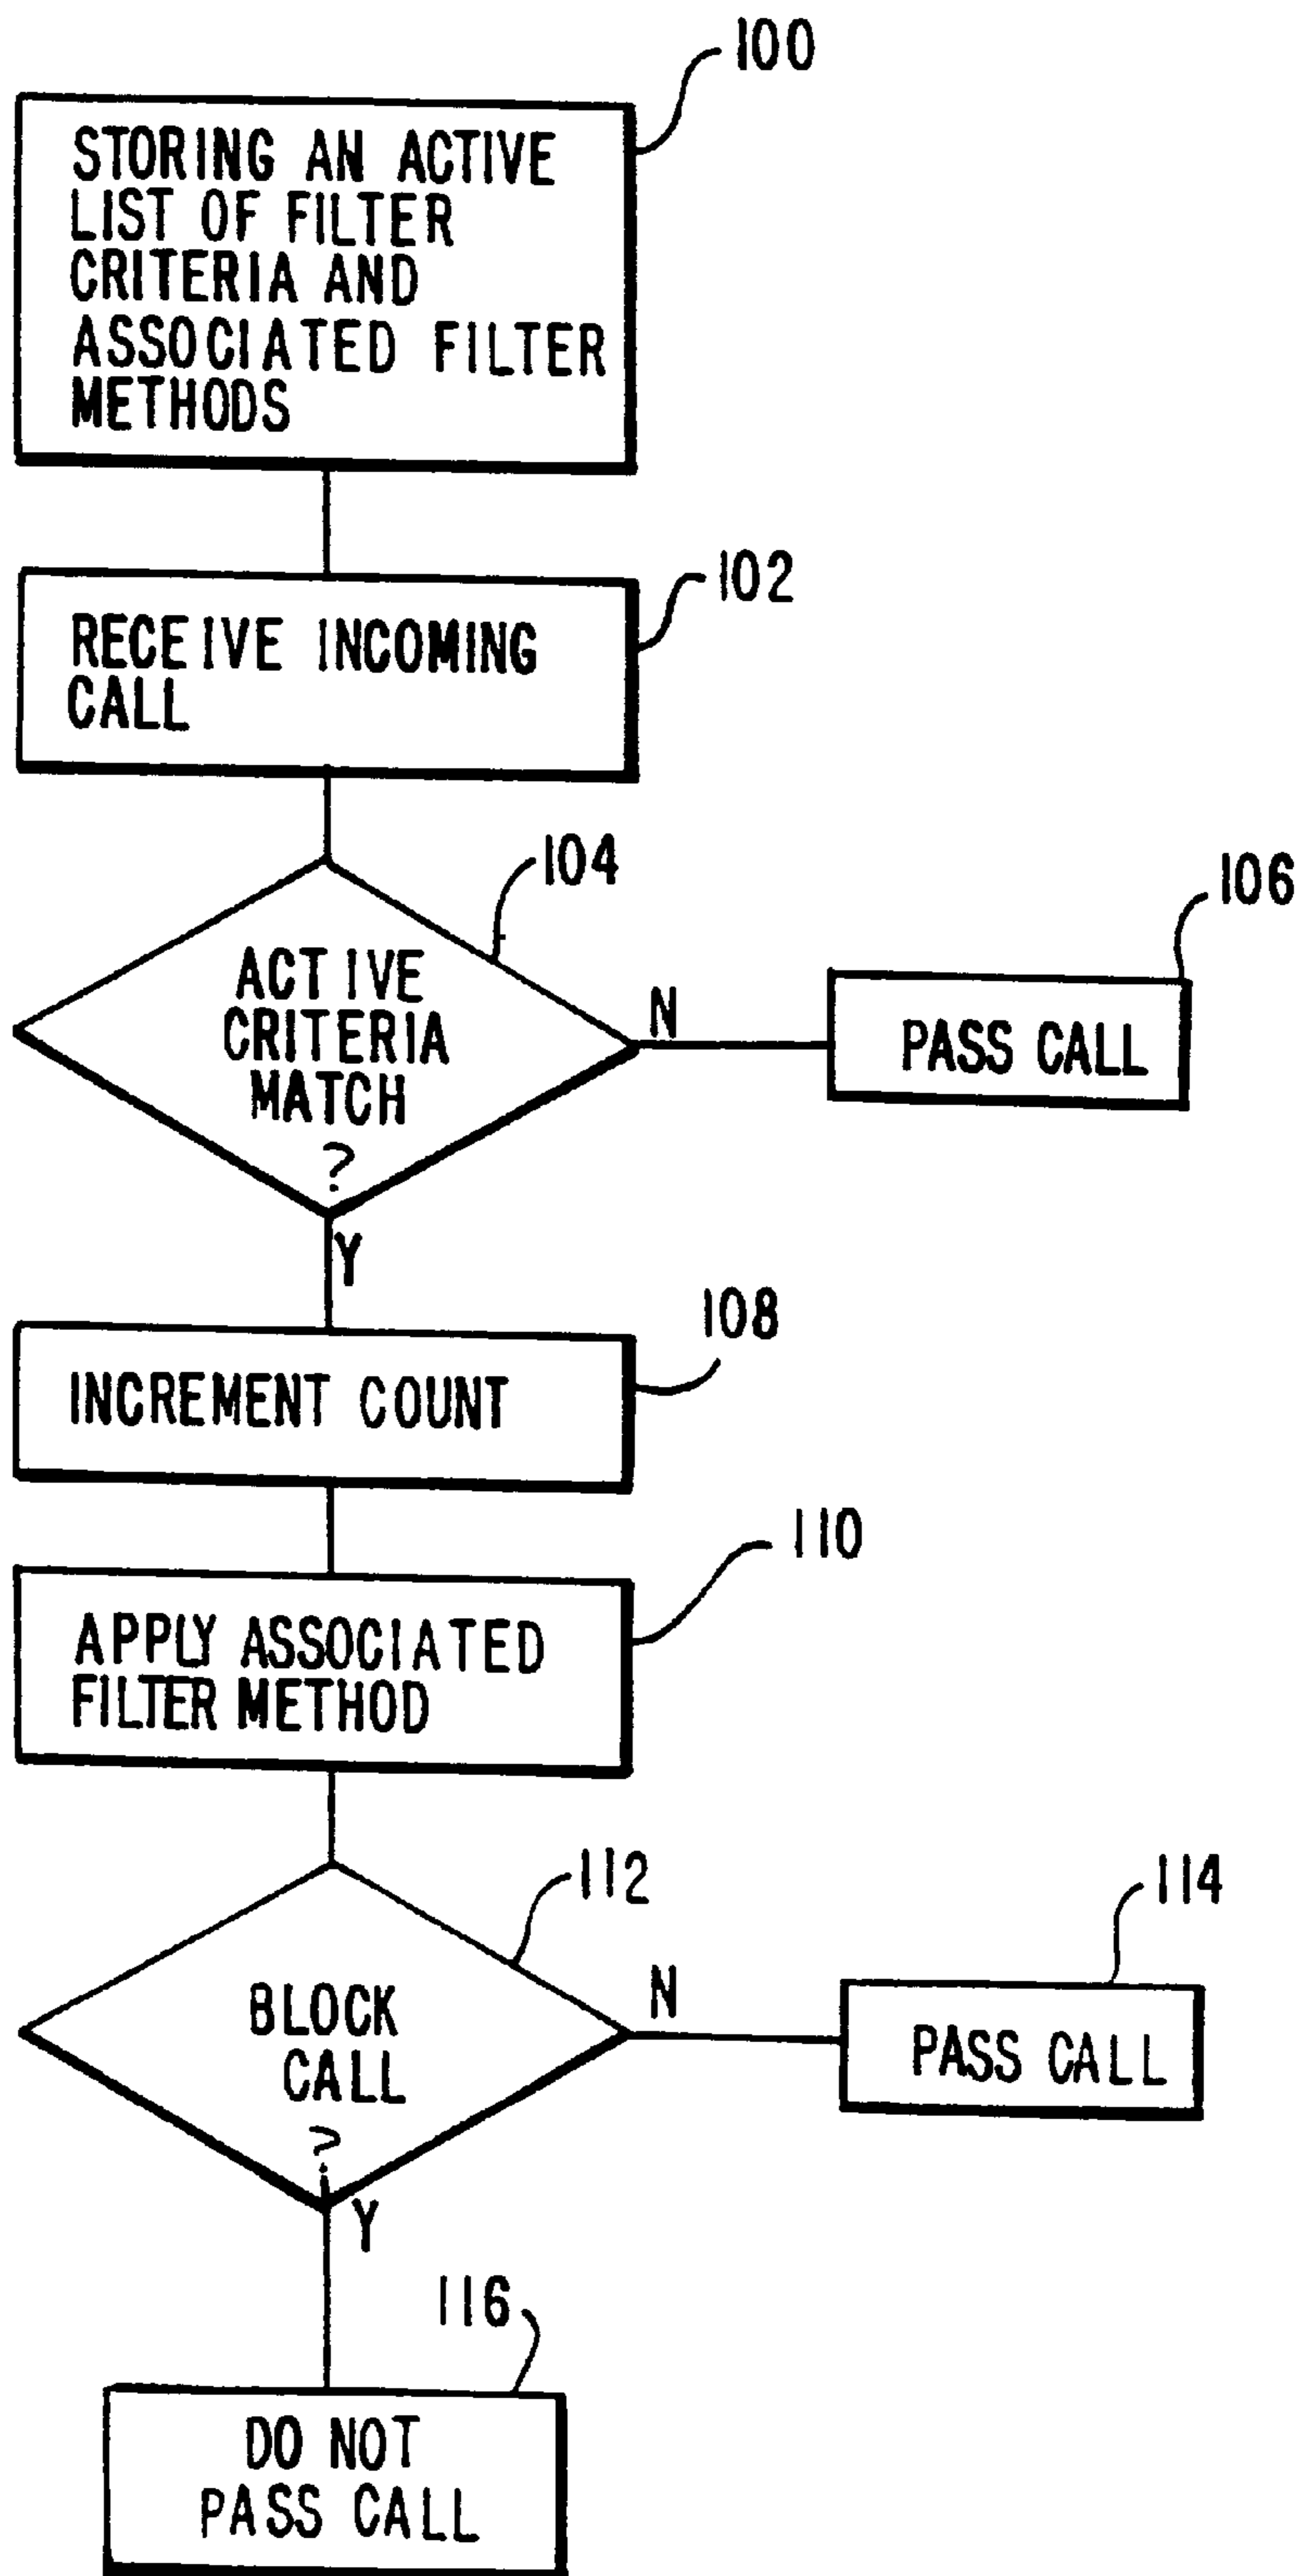 100
STORING AN ACTIVE
LIST OF FILTER
CRITERIA AND
ASSOCIATED FILTER
METHODS
102
RECEIVE INCOMING
CALL
104
ACTIVE
CRITERIA
MATCH
?
N
106
PASS CALL
Y
108
INCREMENT COUNT
110
APPLY ASSOCIATED
FILTER METHOD
112
BLOCK
CALL
?
N
114
PASS CALL
Y
116
DO NOT
PASS CALL